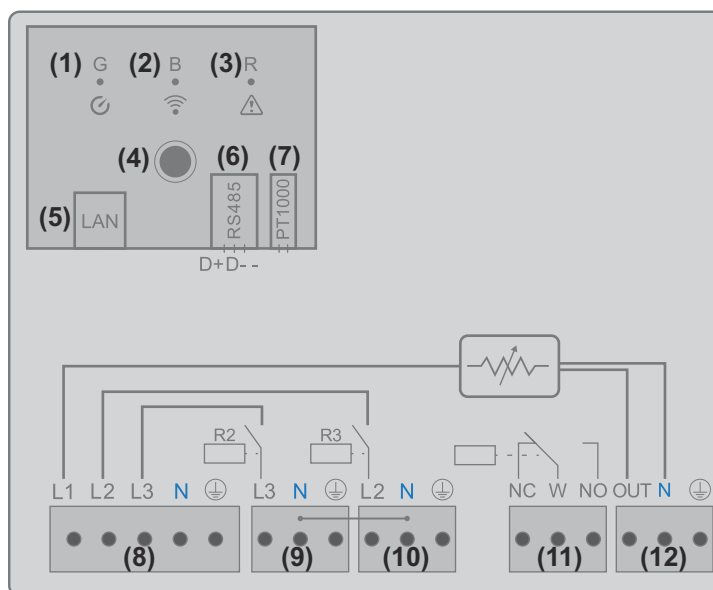 (1) G (2) B (3) R
(4) (6) (7)
(5) LAN RS485 PT1000
D+D- -
R2 R3
L1 L2 L3 N L3 N L2 N NC W NO OUT N
(8) (9) (10) (11) (12)